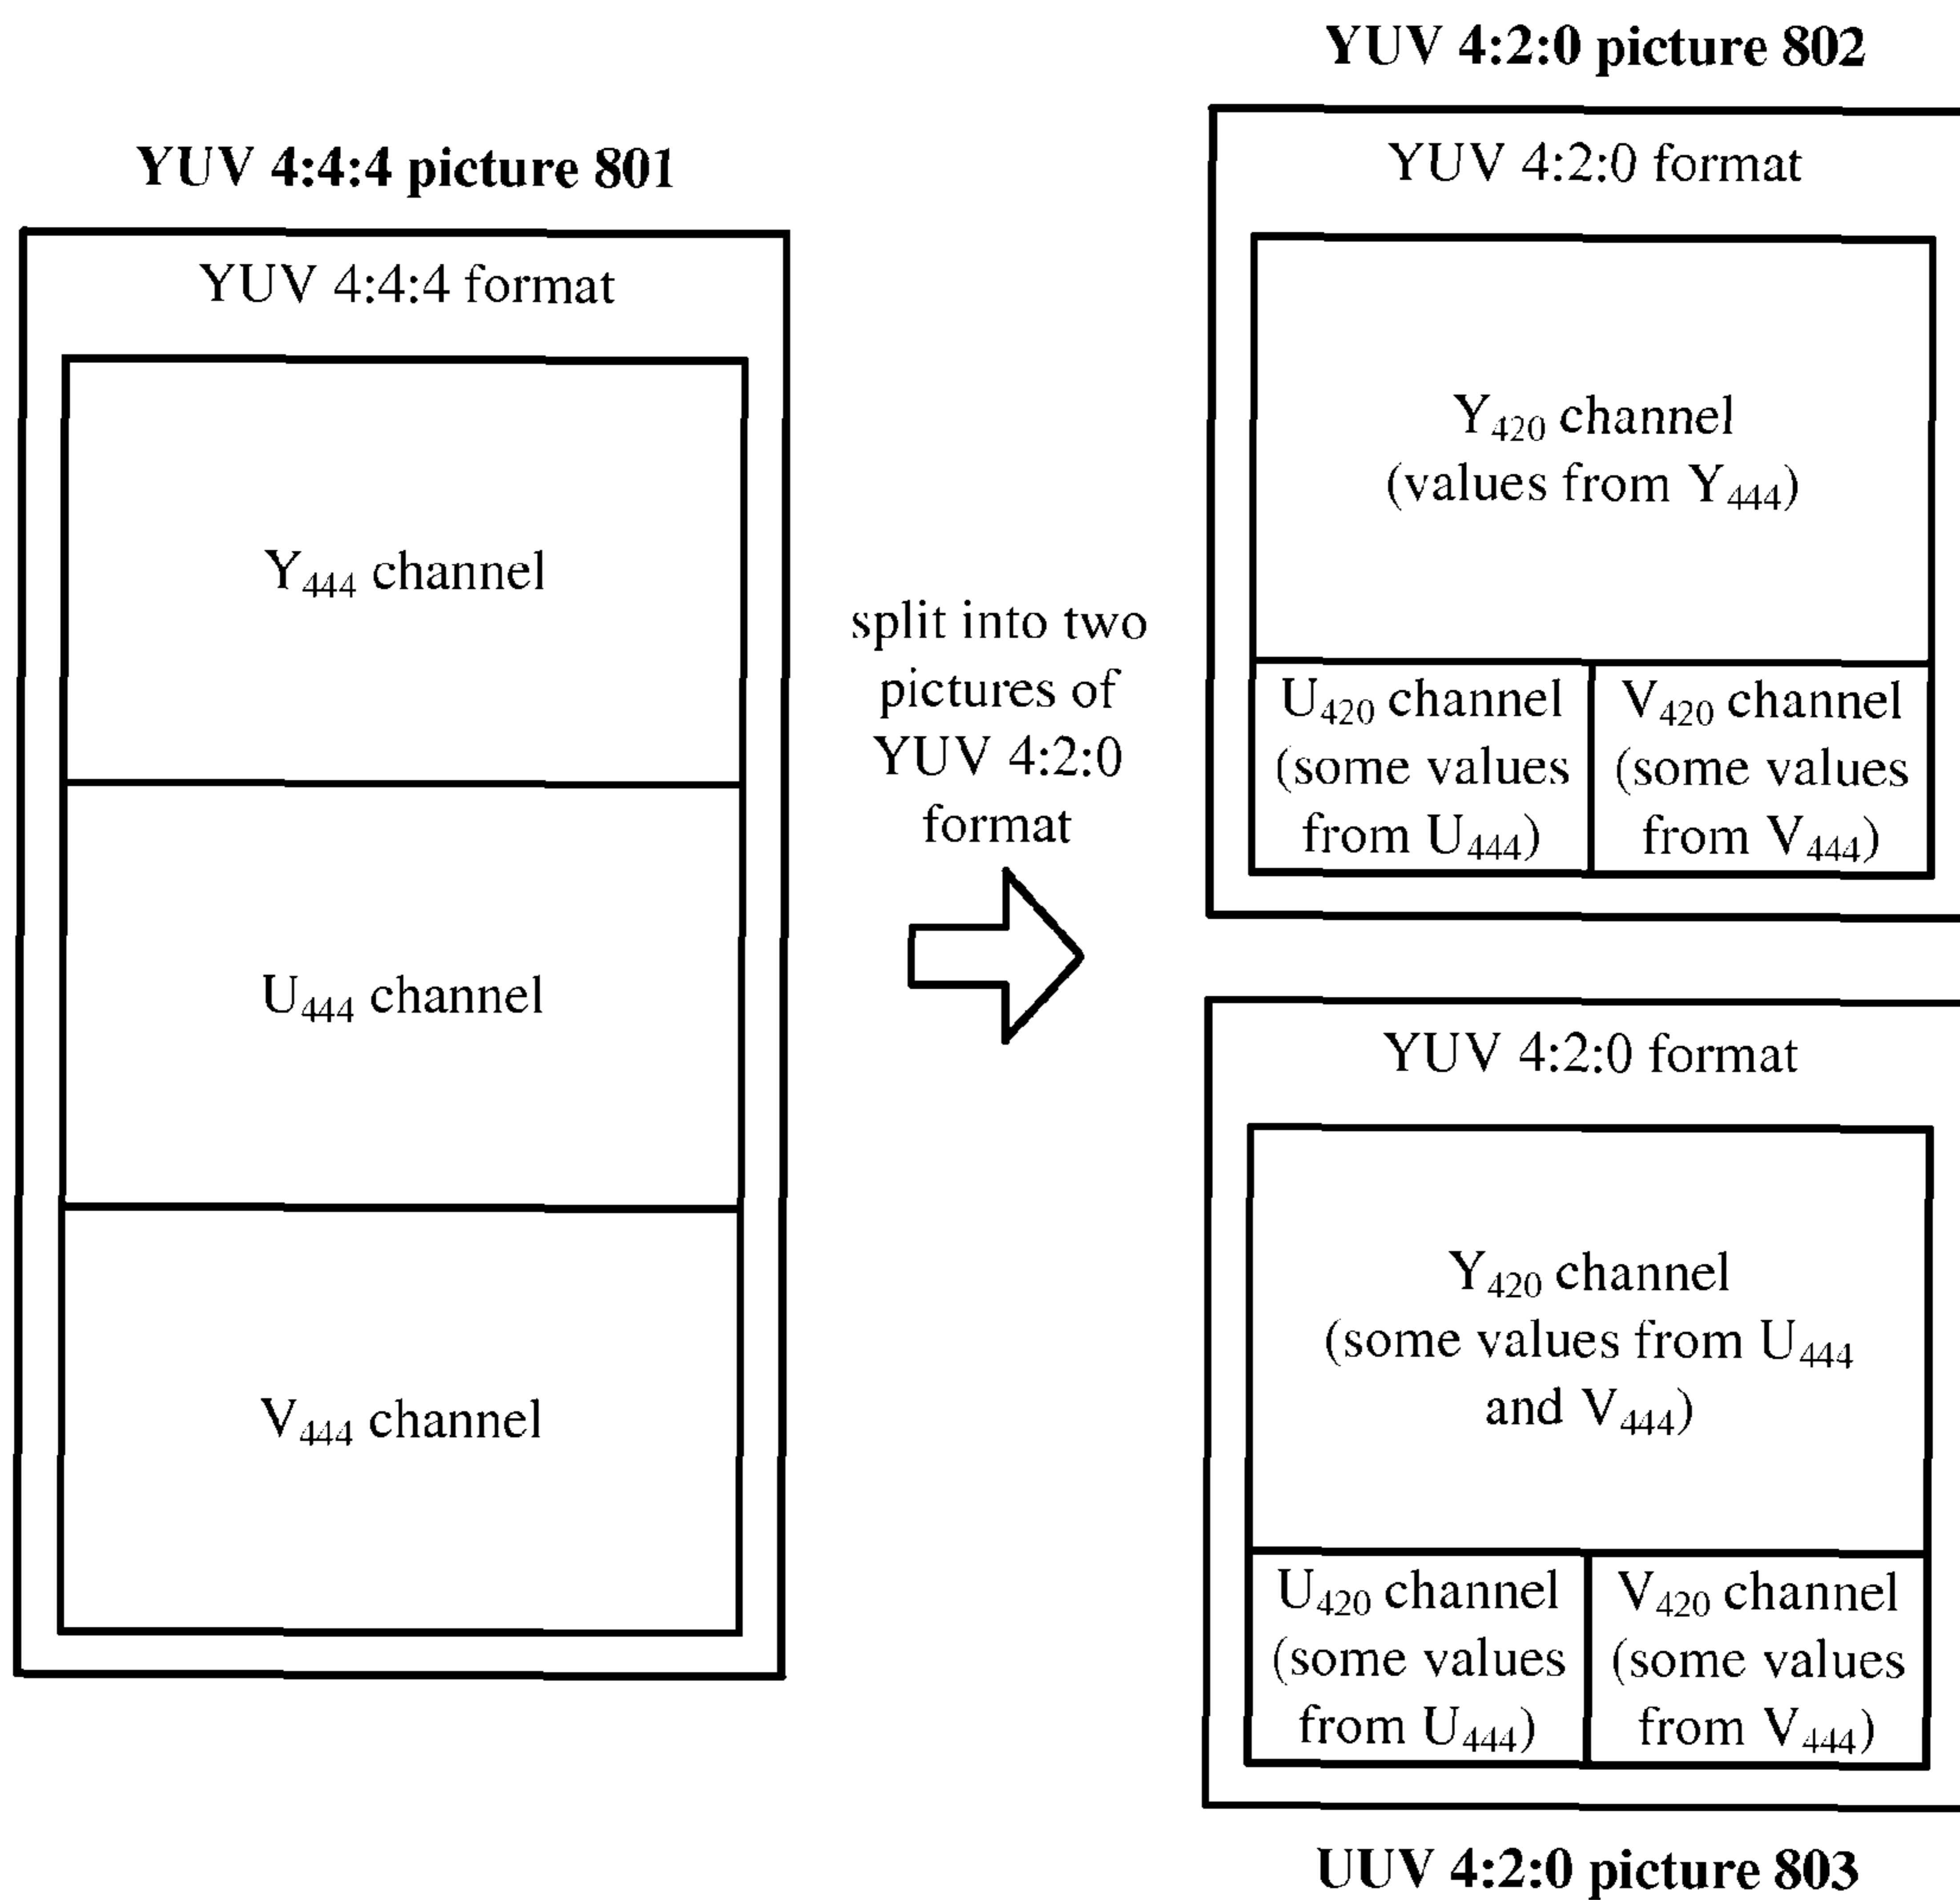 YUV 4:4:4 picture 801
YUV 4:4:4 format
Y₄₄₄ channel
U₄₄₄ channel
V₄₄₄ channel
split into two
pictures of
YUV 4:2:0
format
YUV 4:2:0 picture 802
YUV 4:2:0 format
Y₄₂₀ channel
(values from Y₄₄₄)
U₄₂₀ channel
(some values
from U₄₄₄)
V₄₂₀ channel
(some values
from V₄₄₄)
YUV 4:2:0 format
Y₄₂₀ channel
(some values from U₄₄₄
and V₄₄₄)
U₄₂₀ channel
(some values
from U₄₄₄)
V₄₂₀ channel
(some values
from V₄₄₄)
UUV 4:2:0 picture 803